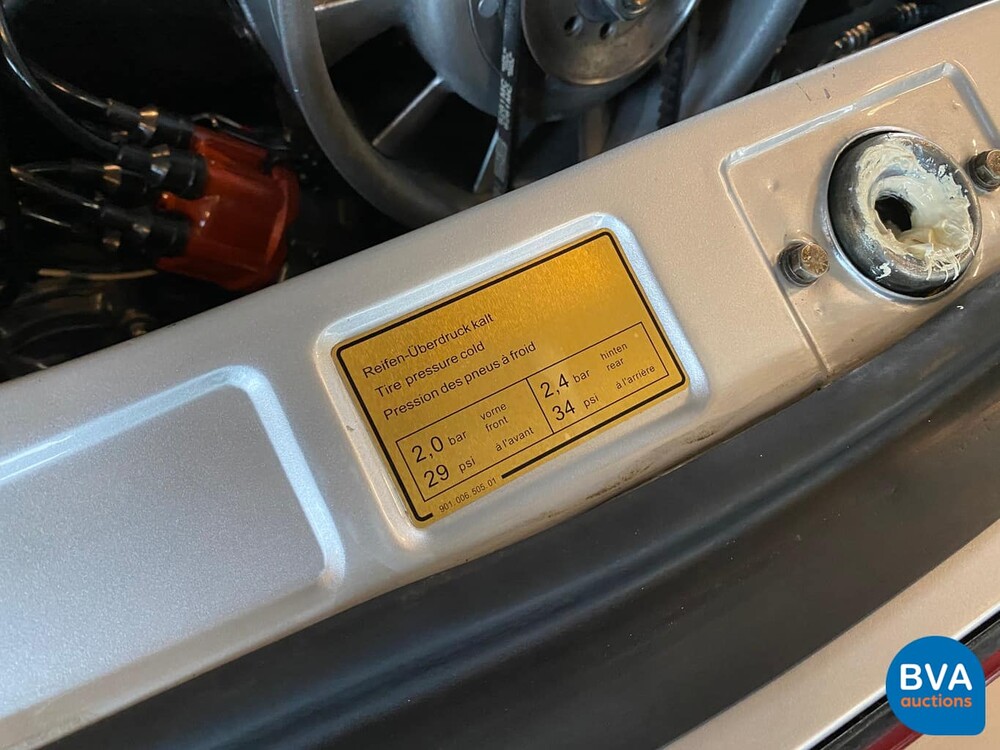 Reifen-Überdruck kalt
Tire pressure cold
Pression des pneus à froid
2,0 bar vorne front
29 psi à l'avant
2.4 bar hinten rear
34 psi à l'arrière
901.006.505.01
BVA
auctions